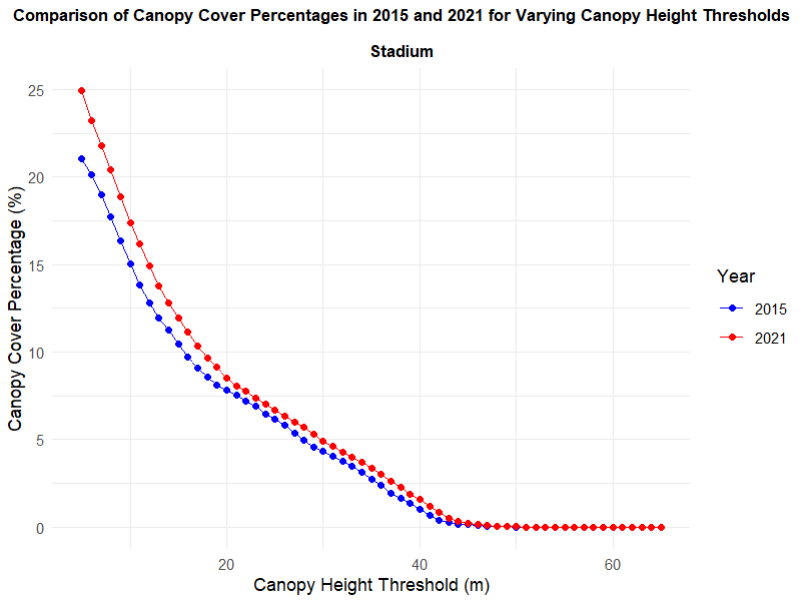 Comparison of Canopy Cover Percentages in 2015 and 2021 for Varying Canopy Height Thresholds
Stadium
25
20
15
10
5
0
Canopy Cover Percentage (%)
20
40
60
Canopy Height Threshold (m)
Year
2015
2021